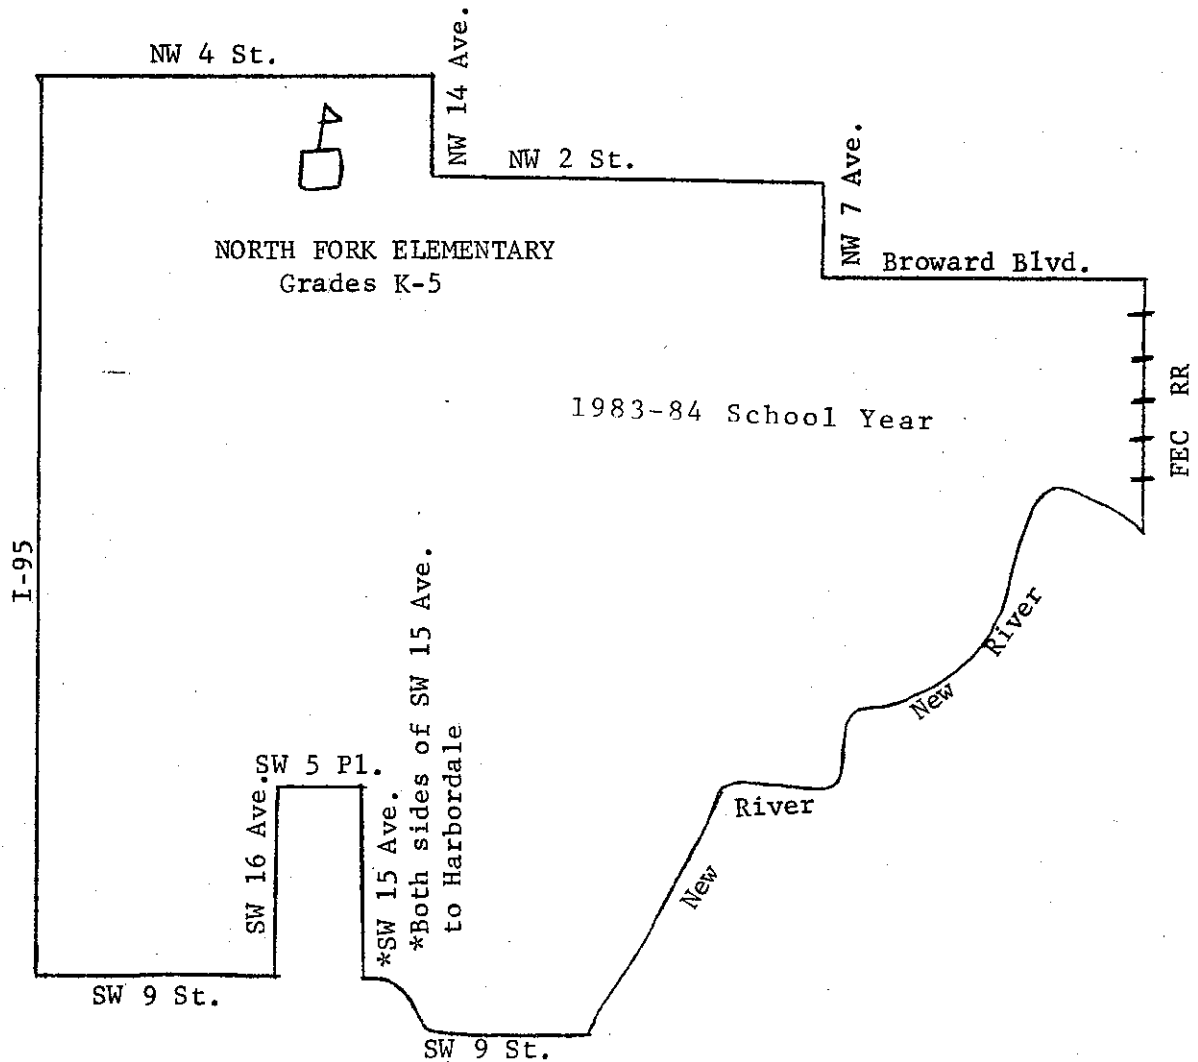 NW 4 St.
NW 14 Ave.
NW 2 St.
NW 7 Ave.
Broward Blvd.
NORTH FORK ELEMENTARY
Grades K-5
FEC RR
1983-84 School Year
I-95
New River
New River
SW 5 Pl.
SW 16 Ave.
*SW 15 Ave.
*Both sides of SW 15 Ave.
to Harbordale
SW 9 St.
SW 9 St.